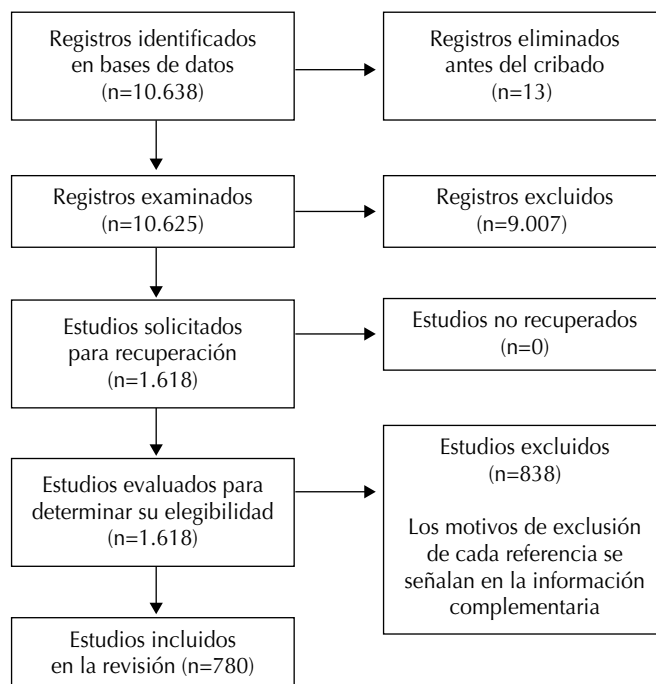 Registros identificados
en bases de datos
(n=10.638)
Registros eliminados
antes del cribado
(n=13)
Registros examinados
(n=10.625)
Registros excluidos
(n=9.007)
Estudios solicitados
para recuperación
(n=1.618)
Estudios no recuperados
(n=0)
Estudios evaluados para
determinar su elegibilidad
(n=1.618)
Estudios excluidos
(n=838)
Los motivos de exclusión
de cada referencia se
señalan en la información
complementaria
Estudios incluidos
en la revisión (n=780)